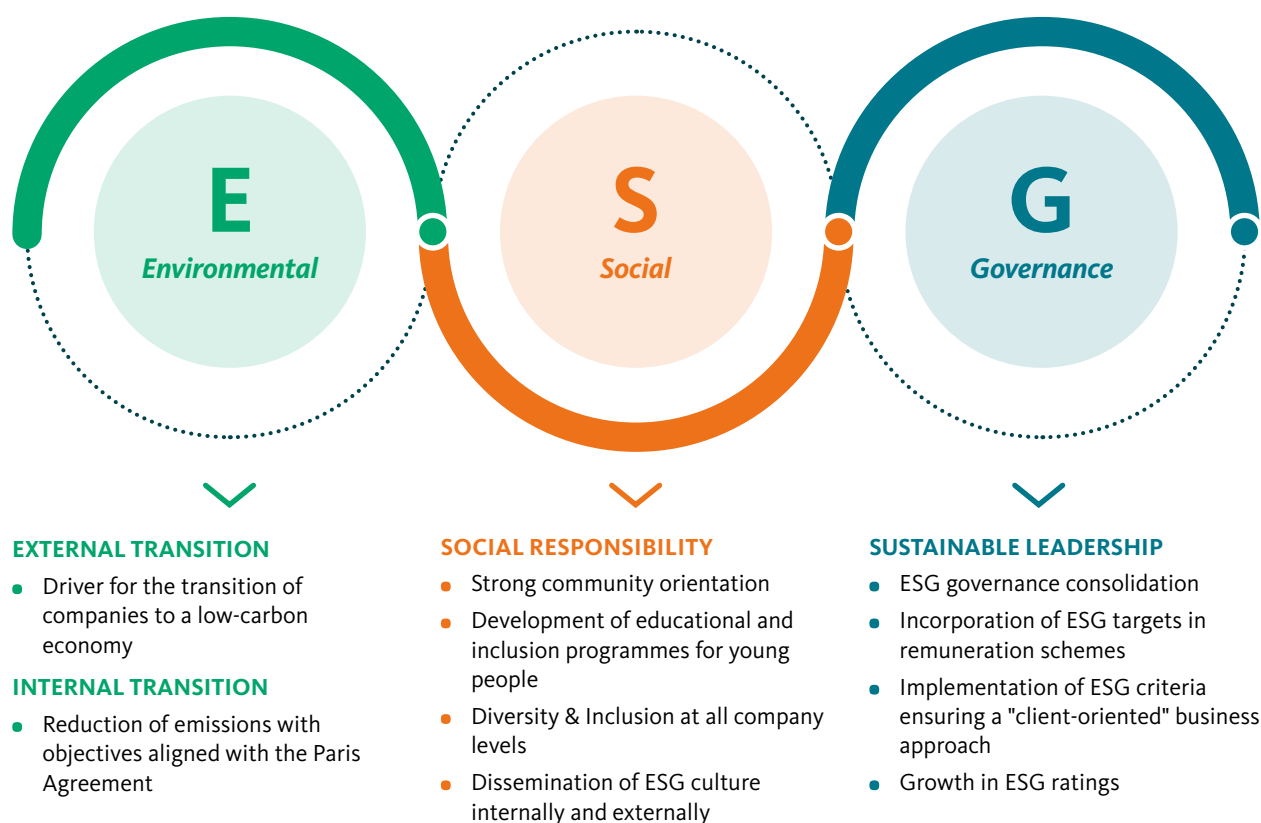 E
Environmental
S
Social
G
Governance
EXTERNAL TRANSITION
Driver for the transition of
companies to a low-carbon
economy
INTERNAL TRANSITION
Reduction of emissions with
objectives aligned with the Paris
Agreement
SOCIAL RESPONSIBILITY
Strong community orientation
Development of educational and
inclusion programmes for young
people
Diversity & Inclusion at all company
levels
Dissemination of ESG culture
internally and externally
SUSTAINABLE LEADERSHIP
ESG governance consolidation
Incorporation of ESG targets in
remuneration schemes
Implementation of ESG criteria
ensuring a "client-oriented" business
approach
Growth in ESG ratings